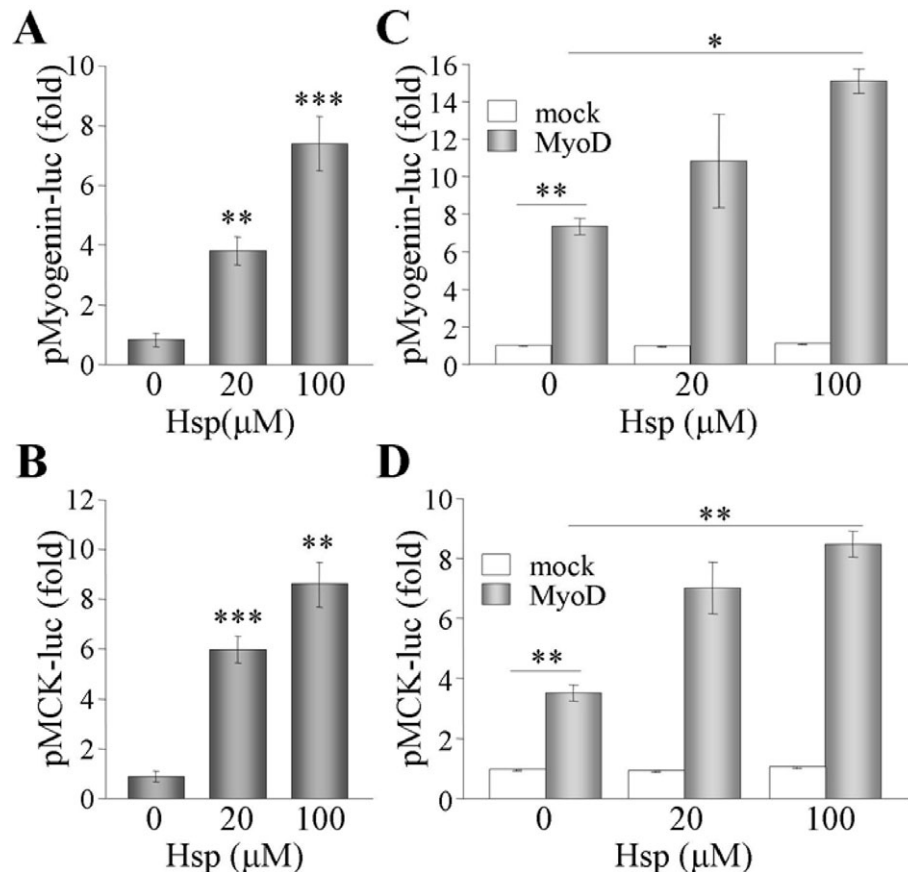 A
pMyogenin-luc (fold)
10
8
6
4
2
0
**
***
0 20 100
Hsp(μM)
C
pMyogenin-luc (fold)
16
14
12
10
8
6
4
2
0
*
mock
MyoD
**
0 20 100
Hsp (μM)
B
pMCK-luc (fold)
12
10
8
6
4
2
0
***
**
0 20 100
Hsp (μM)
D
pMCK-luc (fold)
10
8
6
4
2
0
**
mock
MyoD
**
0 20 100
Hsp (μM)